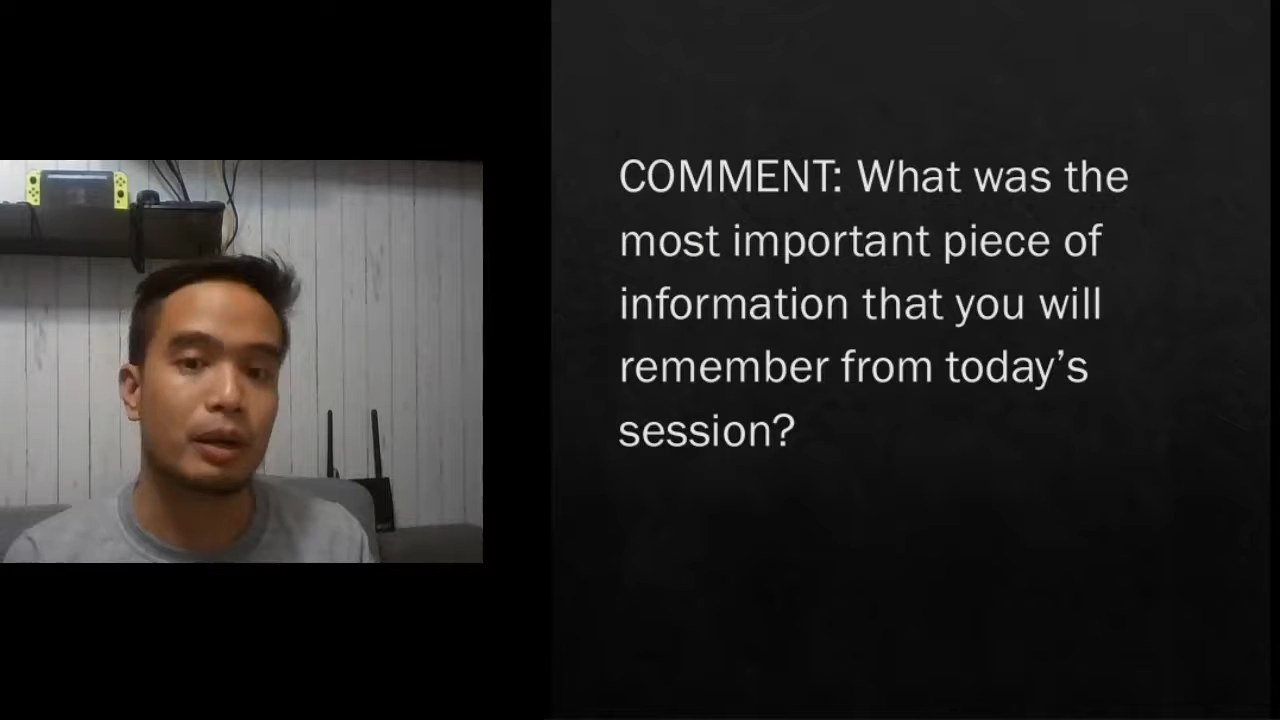 COMMENT: What was the
most important piece of
information that you will
remember from today’s
session?